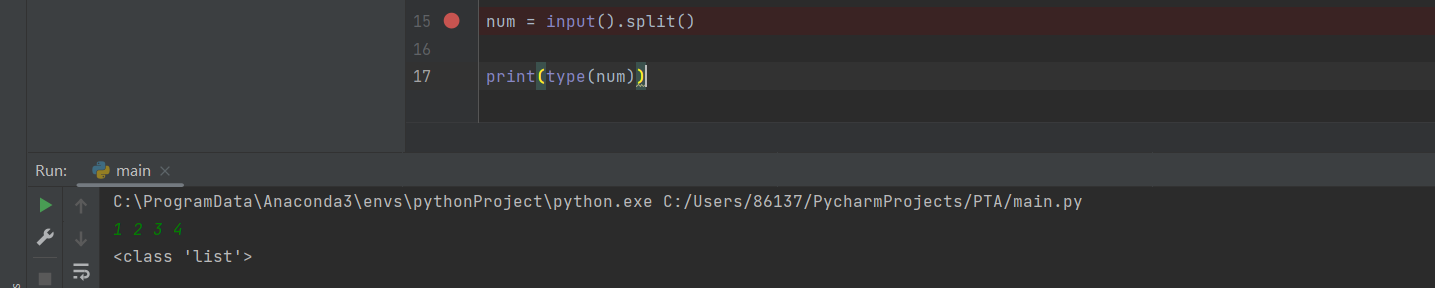 15 num = input().split()
16
17 print(type(num))
Run: main
C:\ProgramData\Anaconda3\envs\pythonProject\python.exe C:/Users/86137/PycharmProjects/PTA/main.py
1 2 3 4
<class 'list'>